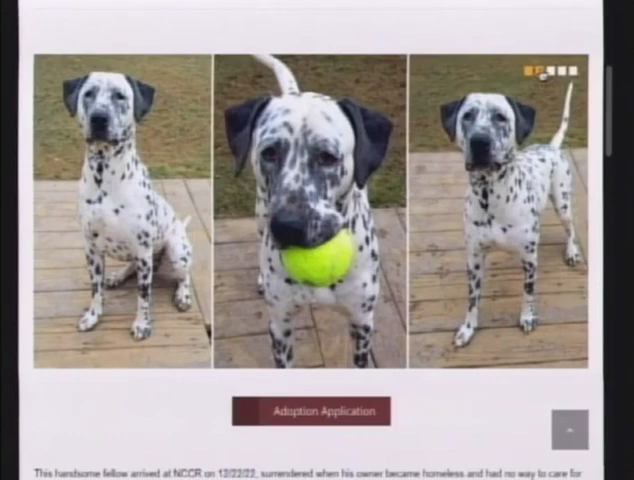 Adoption Application
This handsome fellow arrived at NCCR on 12/22/22, surrendered when his owner became homeless and had no way to care for